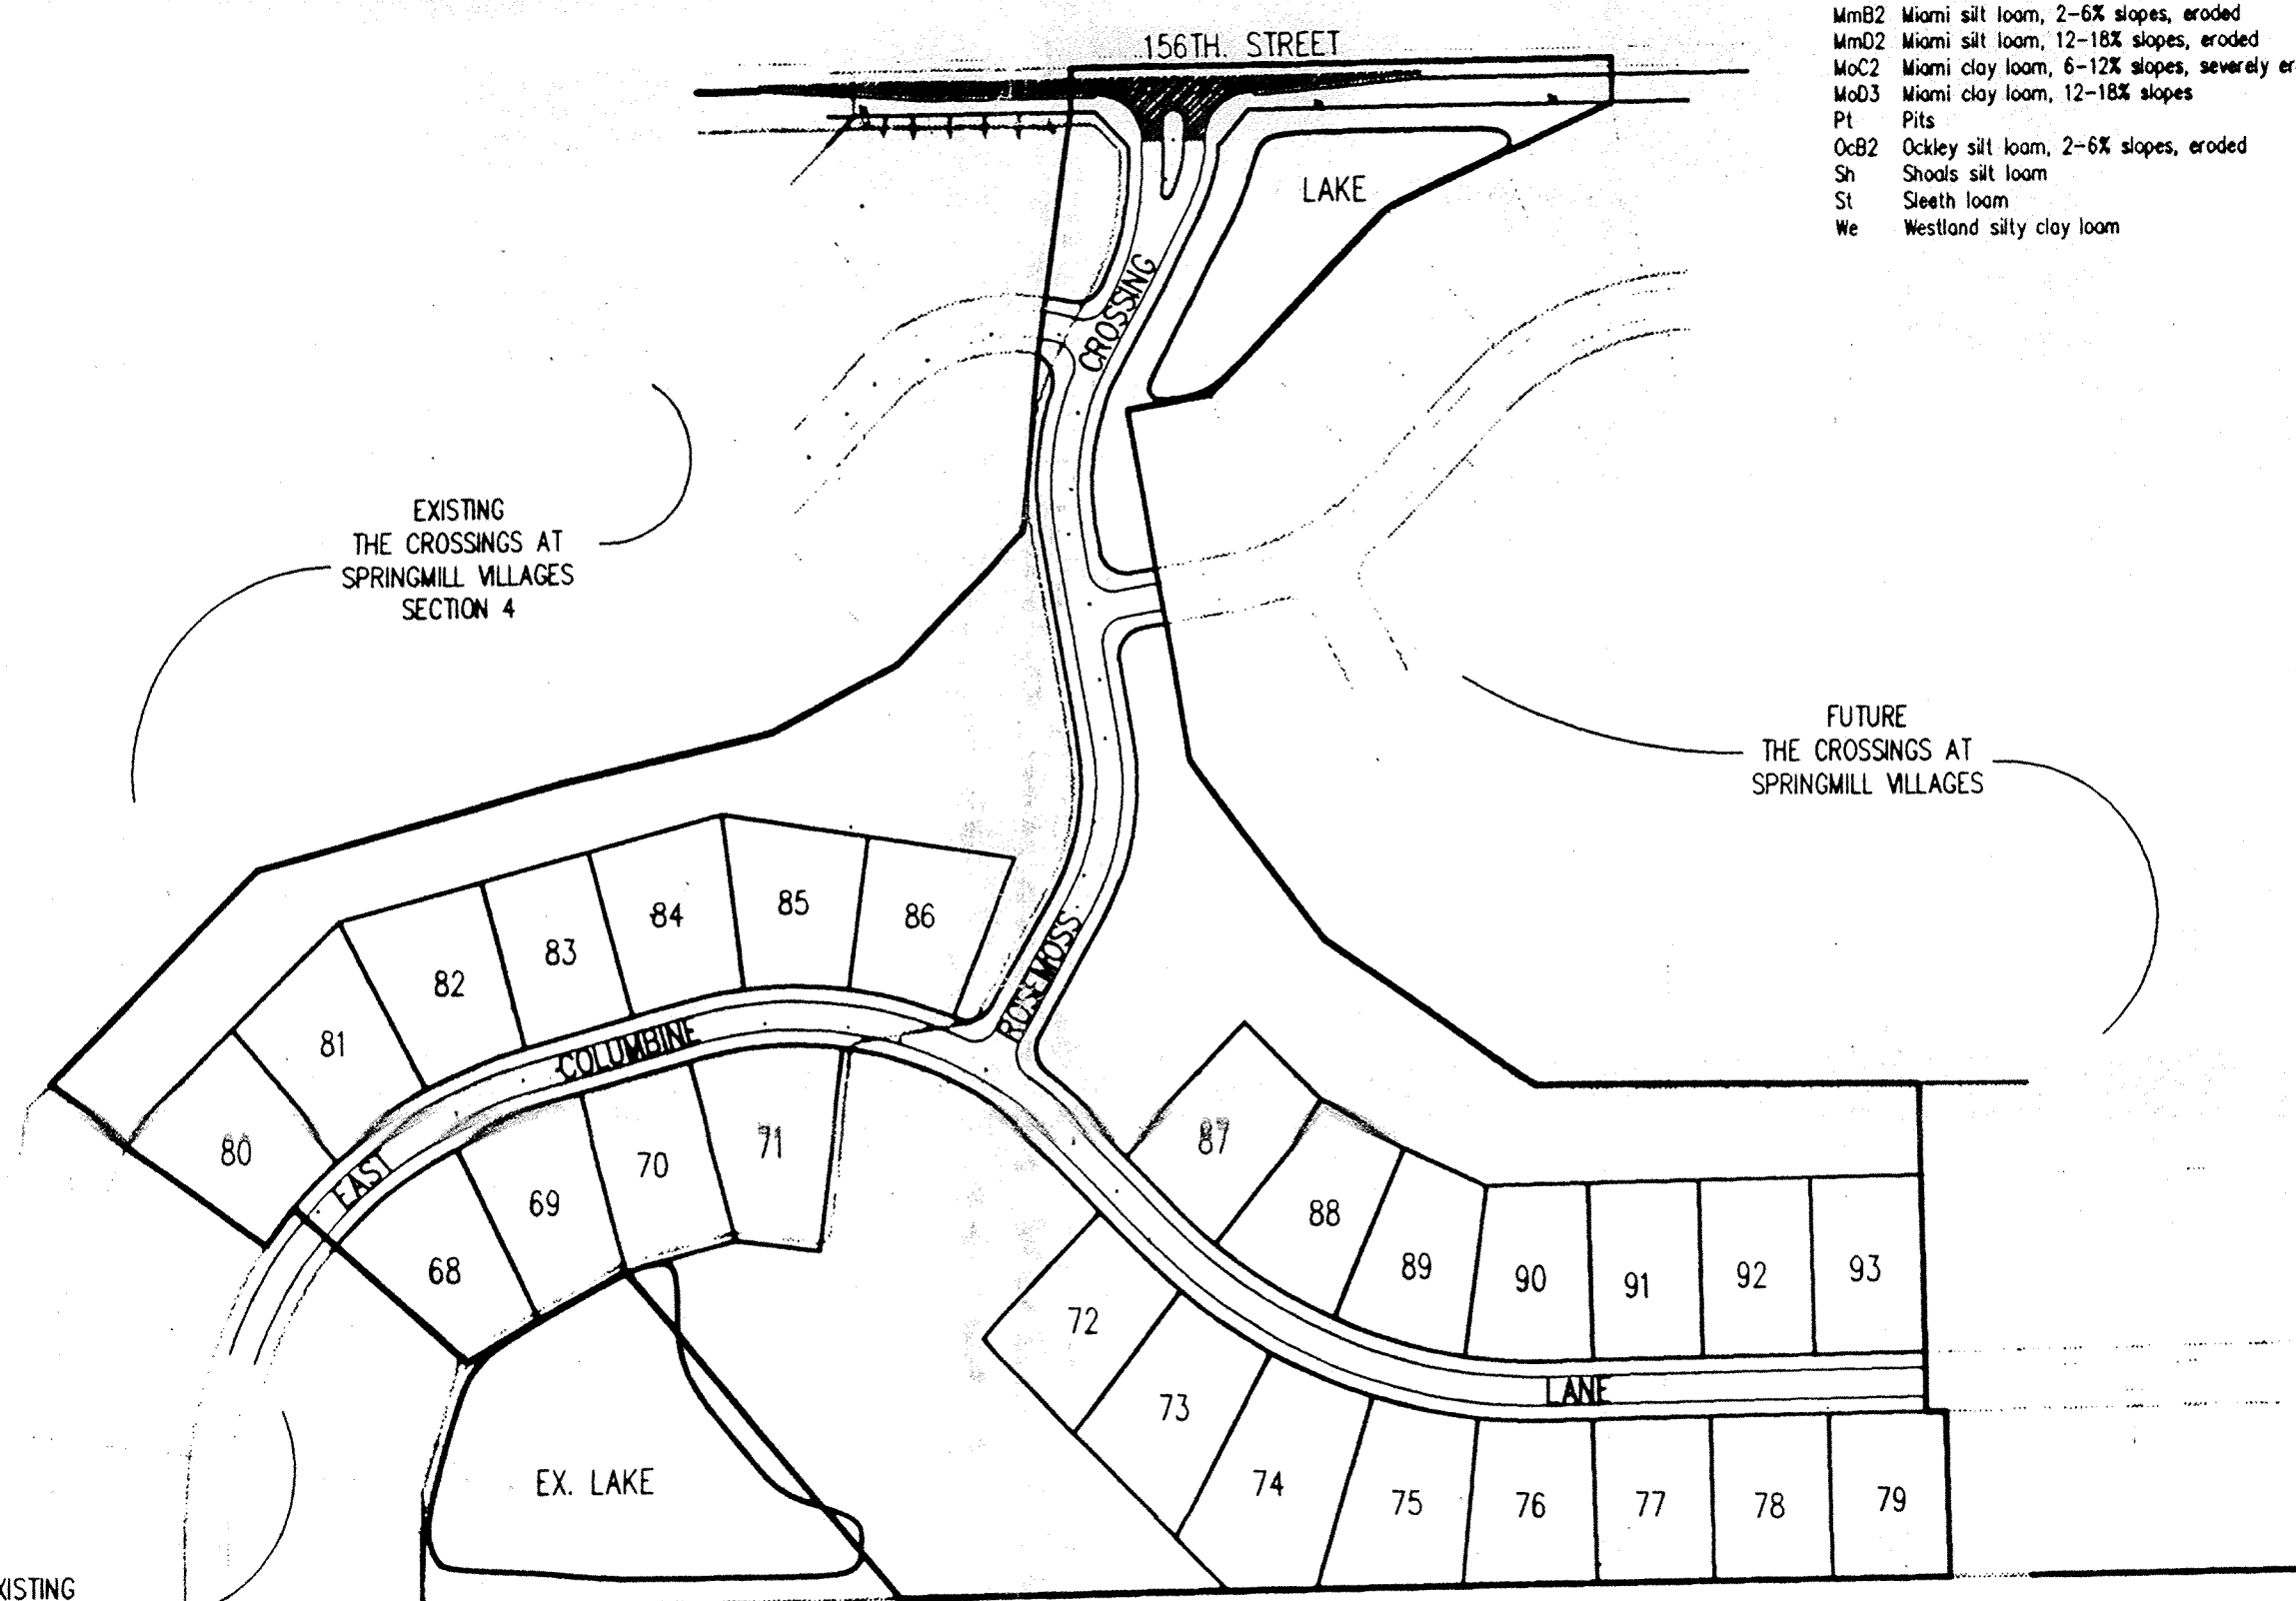 MmB2 Miami silt loam, 2-6% slopes, eroded
MmD2 Miami silt loam, 12-18% slopes, eroded
MoC2 Miami clay loam, 6-12% slopes, severely er
MoD3 Miami clay loam, 12-18% slopes
Pt Pits
OcB2 Ockley silt loam, 2-6% slopes, eroded
Sh Shoals silt loam
St Sleeth loam
We Westland silty clay loam
156TH. STREET
LAKE
CROSSING
EXISTING
THE CROSSINGS AT
SPRINGMILL VILLAGES
SECTION 4
FUTURE
THE CROSSINGS AT
SPRINGMILL VILLAGES
ROSEMOSS
80
81
82
83
84
85
86
EAST
COLUMBINE
68
69
70
71
87
88
89
90
91
92
93
LANE
72
73
74
75
76
77
78
79
EX. LAKE
XISTING